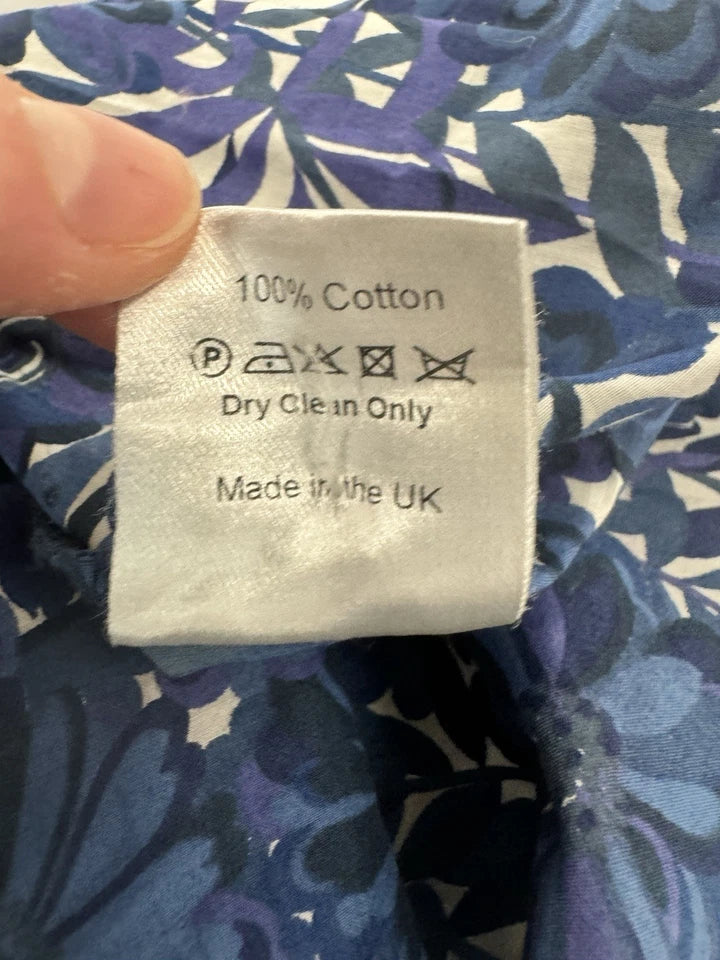 100% Cotton
P
Dry Clean Only
Made in the UK